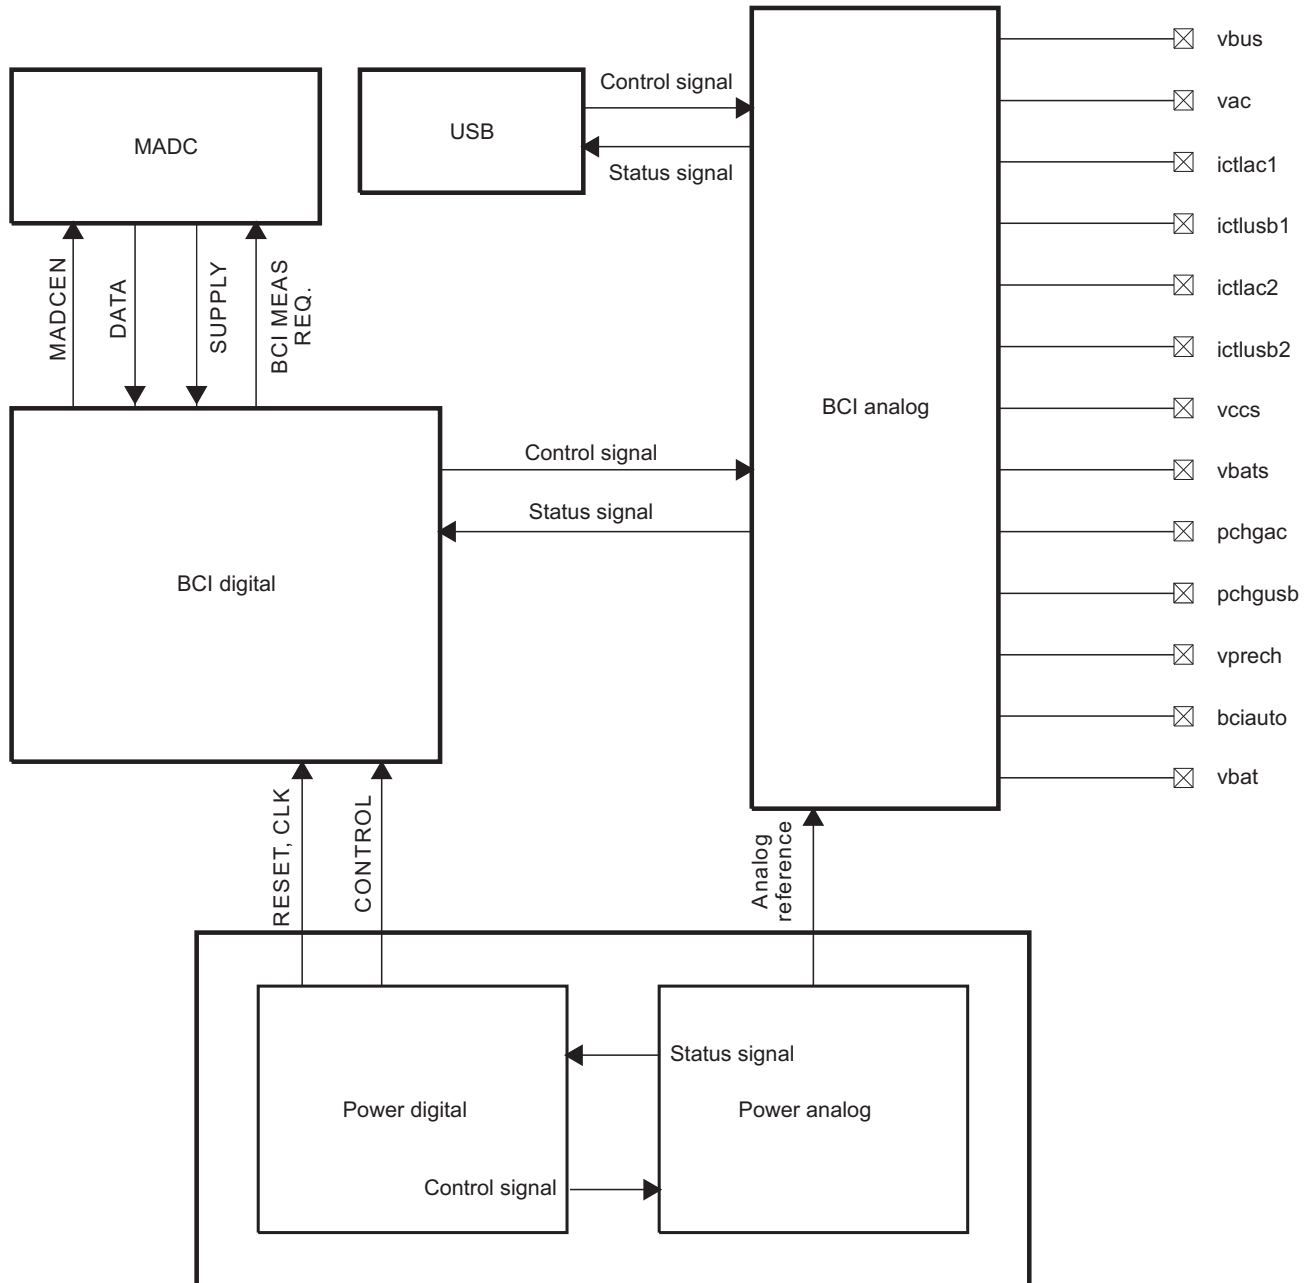 vbus
Control signal
USB
MADC
vac
Status signal
ictlac1
ictlusb1
MADCEN
DATA
SUPPLY
BCI MEAS
REQ.
ictlac2
ictlusb2
BCI analog
vccs
Control signal
vbats
Status signal
pchgac
BCI digital
pchgusb
vprech
bciauto
vbat
RESET, CLK
CONTROL
Analog
reference
Status signal
Power digital
Power analog
Control signal